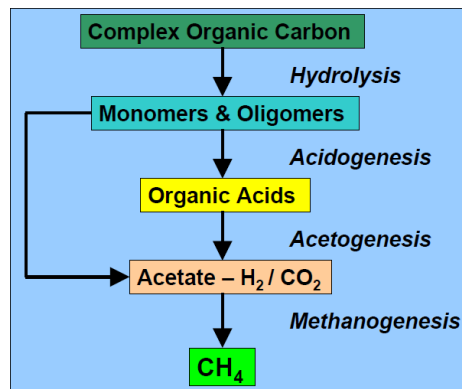 Complex Organic Carbon
Hydrolysis
Monomers & Oligomers
Acidogenesis
Organic Acids
Acetogenesis
Acetate – H₂ / CO₂
Methanogenesis
CH₄